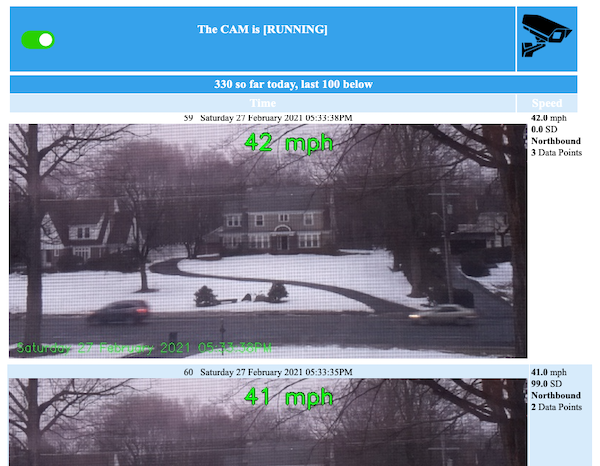 The CAM is [RUNNING]
330 so far today, last 100 below
Time Speed
59 Saturday 27 February 2021 05:33:38PM
42.0 mph
0.0 SD
Northbound
3 Data Points
42 mph
Saturday 27 February 2021 05:33:38PM
60 Saturday 27 February 2021 05:33:35PM
41.0 mph
99.0 SD
Northbound
2 Data Points
41 mph